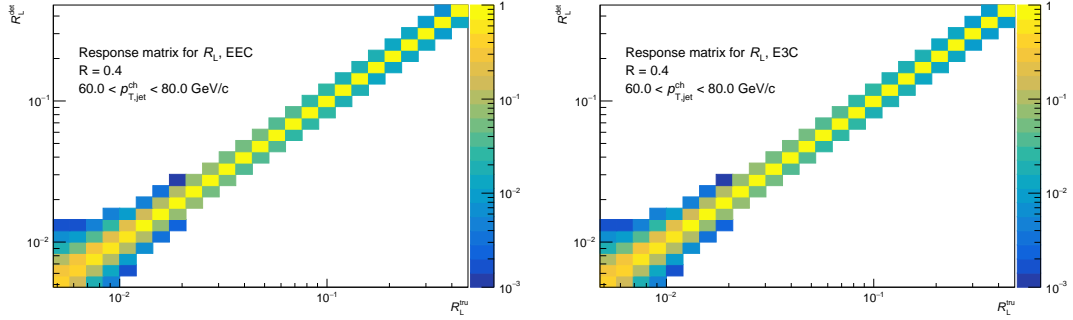 R_L^det
Response matrix for R_L, EEC
R = 0.4
60.0 < p_T,jet^ch < 80.0 GeV/c
10^−1
10^−2
10^−2
10^−1
R_L^tru
1
10^−1
10^−2
10^−3
R_L^det
Response matrix for R_L, E3C
R = 0.4
60.0 < p_T,jet^ch < 80.0 GeV/c
10^−1
10^−2
10^−2
10^−1
R_L^tru
1
10^−1
10^−2
10^−3